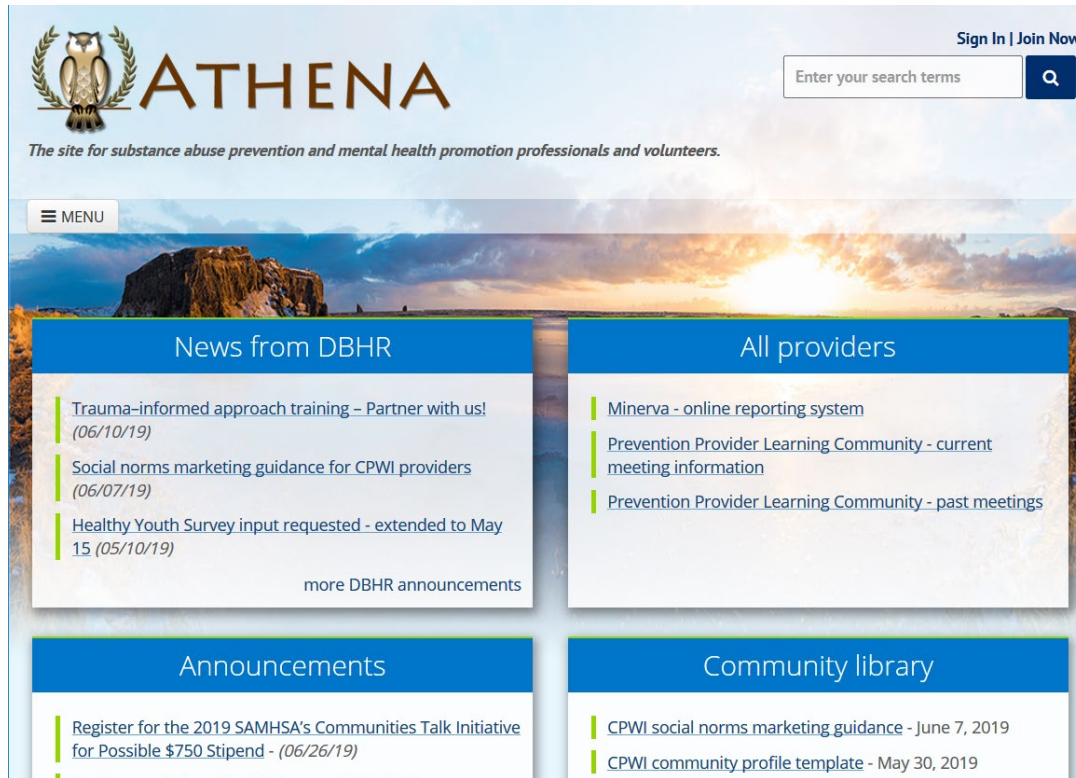 Sign In | Join Now
ATHENA
Enter your search terms
The site for substance abuse prevention and mental health promotion professionals and volunteers.
MENU
News from DBHR
Trauma–informed approach training – Partner with us!
(06/10/19)
Social norms marketing guidance for CPWI providers
(06/07/19)
Healthy Youth Survey input requested - extended to May
15 (05/10/19)
more DBHR announcements
All providers
Minerva - online reporting system
Prevention Provider Learning Community - current
meeting information
Prevention Provider Learning Community - past meetings
Announcements
Register for the 2019 SAMHSA's Communities Talk Initiative
for Possible $750 Stipend - (06/26/19)
Community library
CPWI social norms marketing guidance - June 7, 2019
CPWI community profile template - May 30, 2019